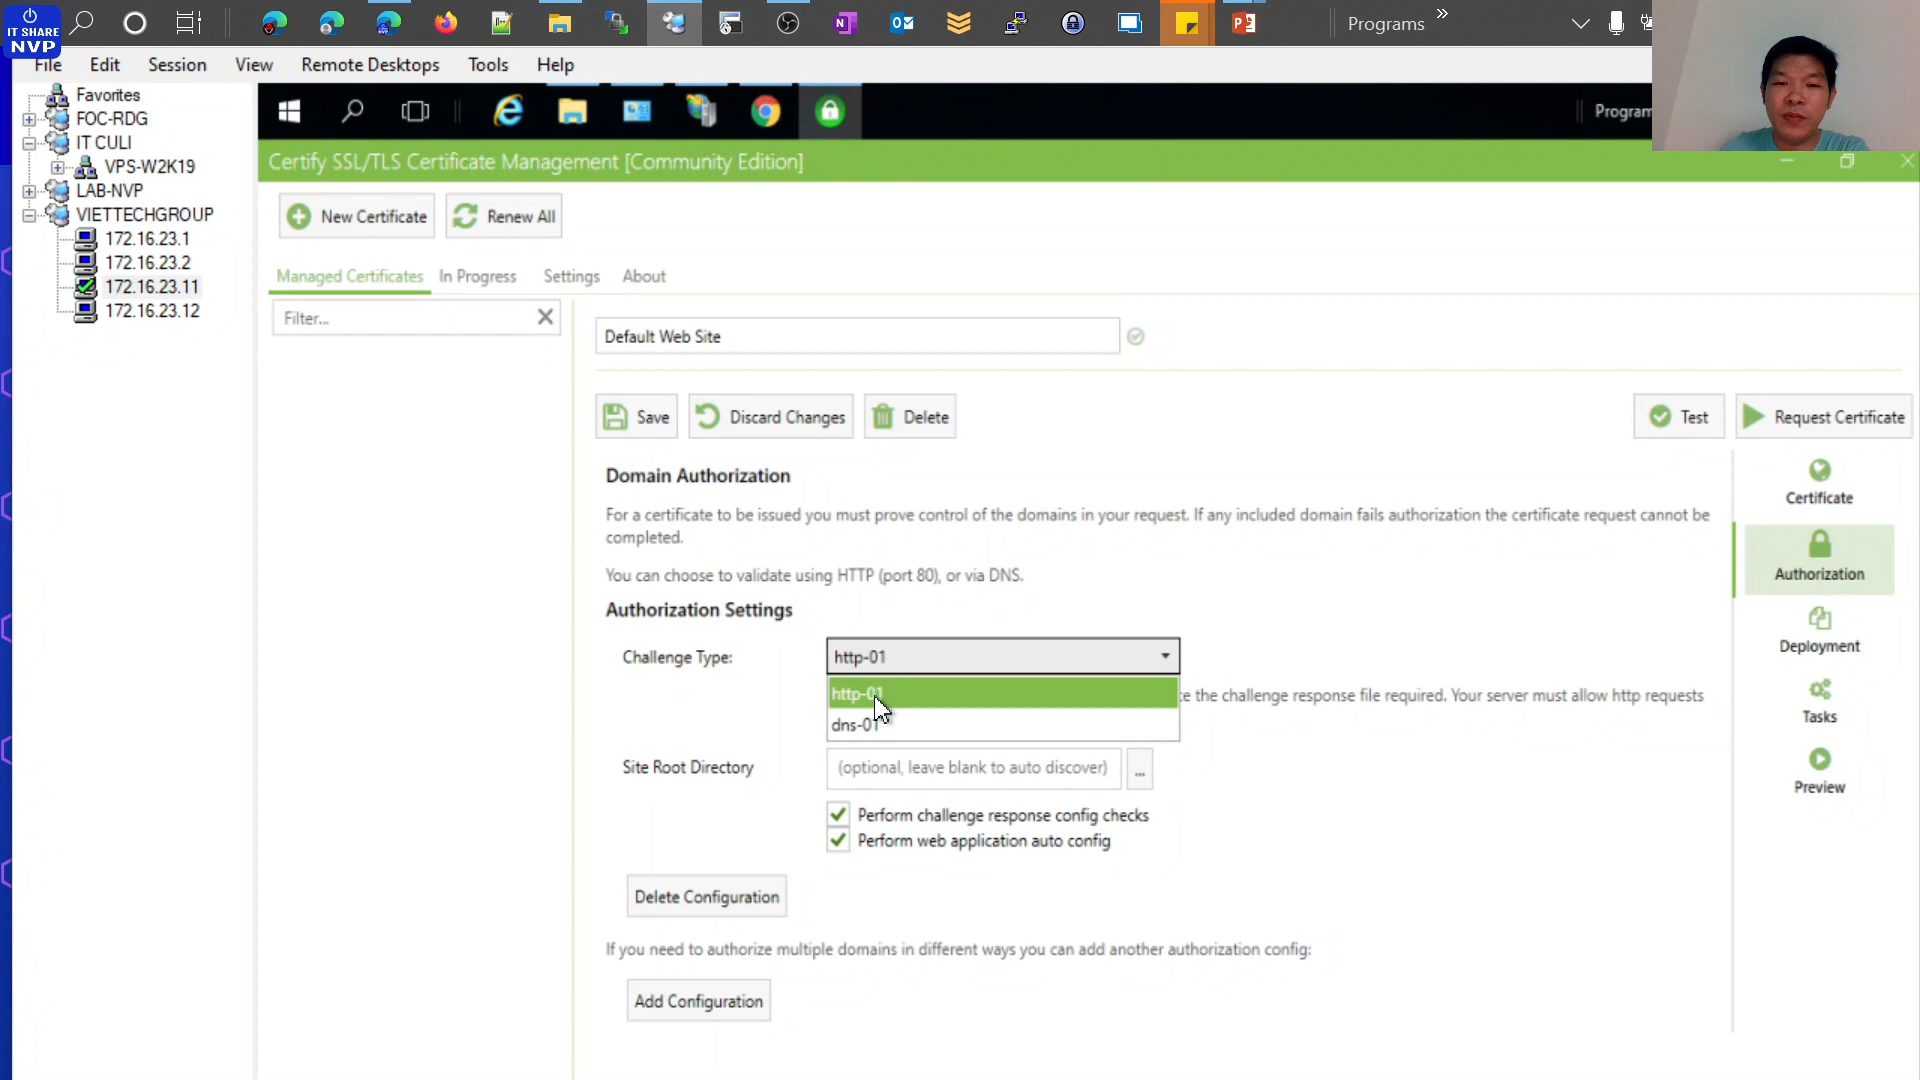 IT SHARE
NVP
Programs
File Edit Session View Remote Desktops Tools Help
Favorites
FOC-RDG
IT CULI
VPS-W2K19
LAB-NVP
VIETTECHGROUP
172.16.23.1
172.16.23.2
172.16.23.11
172.16.23.12
Certify SSL/TLS Certificate Management [Community Edition]
New Certificate Renew All
Managed Certificates In Progress Settings About
Filter...
Default Web Site
Save Discard Changes Delete Test Request Certificate
Domain Authorization
For a certificate to be issued you must prove control of the domains in your request. If any included domain fails authorization the certificate request cannot be
completed.
You can choose to validate using HTTP (port 80), or via DNS.
Authorization Settings
Challenge Type: http-01
http-01
dns-01
the challenge response file required. Your server must allow http requests
Site Root Directory (optional, leave blank to auto discover) ...
Perform challenge response config checks
Perform web application auto config
Delete Configuration
If you need to authorize multiple domains in different ways you can add another authorization config:
Add Configuration
Certificate
Authorization
Deployment
Tasks
Preview